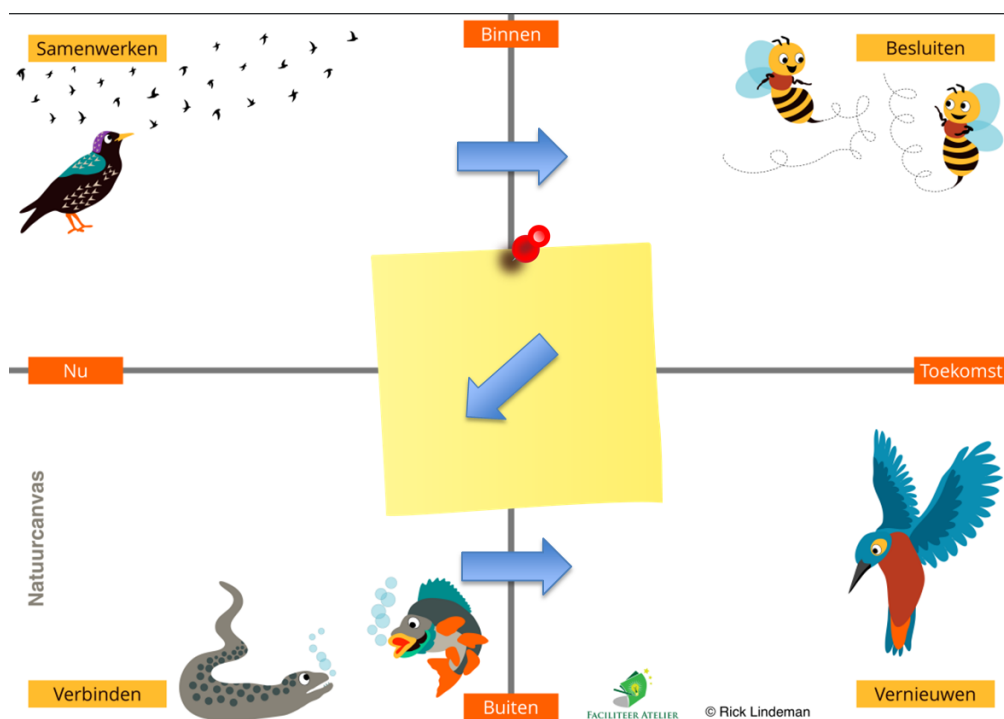 Samenwerken
Binnen
Besluiten
Nu
Toekomst
Natuurcanvas
Verbinden
Buiten
FACILITEER ATELIER
© Rick Lindeman
Vernieuwen